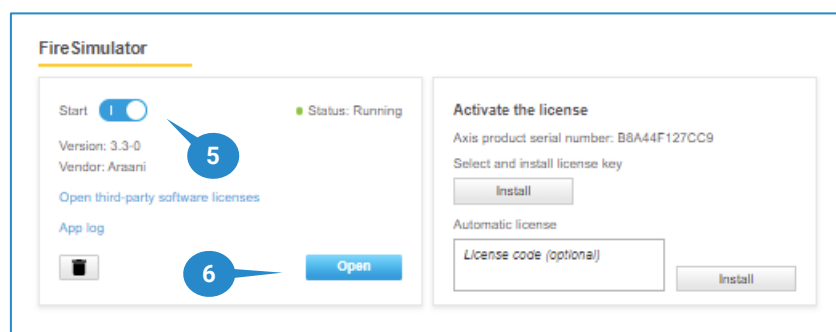 FireSimulator
Start
Status: Running
Version: 3.3-0
Vendor: Araani
5
Open third-party software licenses
App log
6
Open
Activate the license
Axis product serial number: B8A44F127CC9
Select and install license key
Install
Automatic license
License code (optional)
Install